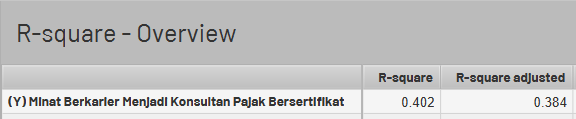 R-square - Overview
R-square R-square adjusted
(Y) Minat Berkarier Menjadi Konsultan Pajak Bersertifikat 0.402 0.384